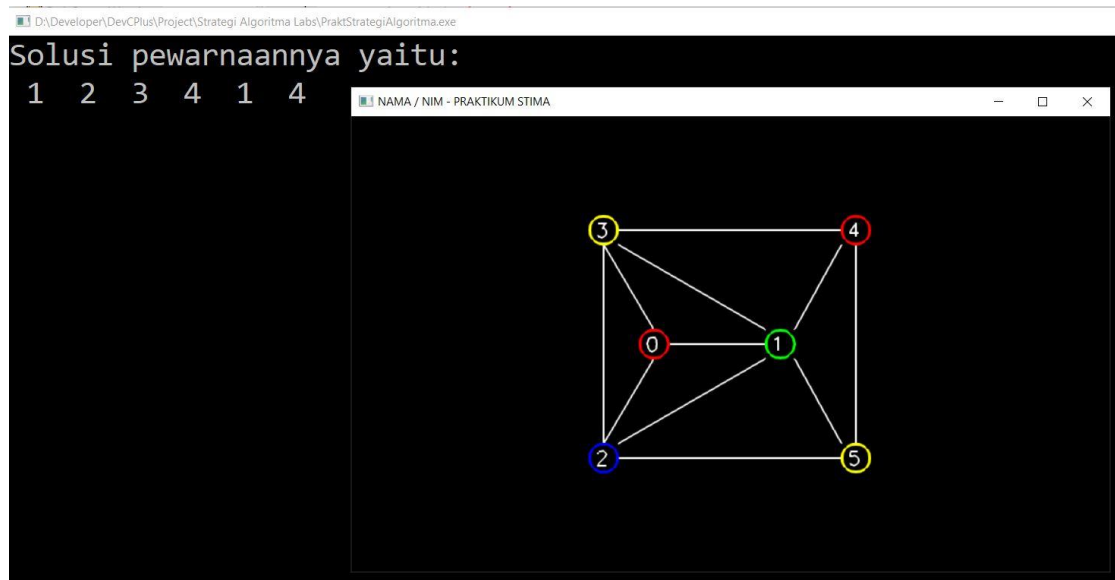 D:\Developer\DevCPlus\Project\Strategi Algoritma Labs\PraktStrategiAlgoritma.exe
Solusi pewarnaannya yaitu:
1 2 3 4 1 4
NAMA / NIM - PRAKTIKUM STIMA
3 4
0 1
2 5